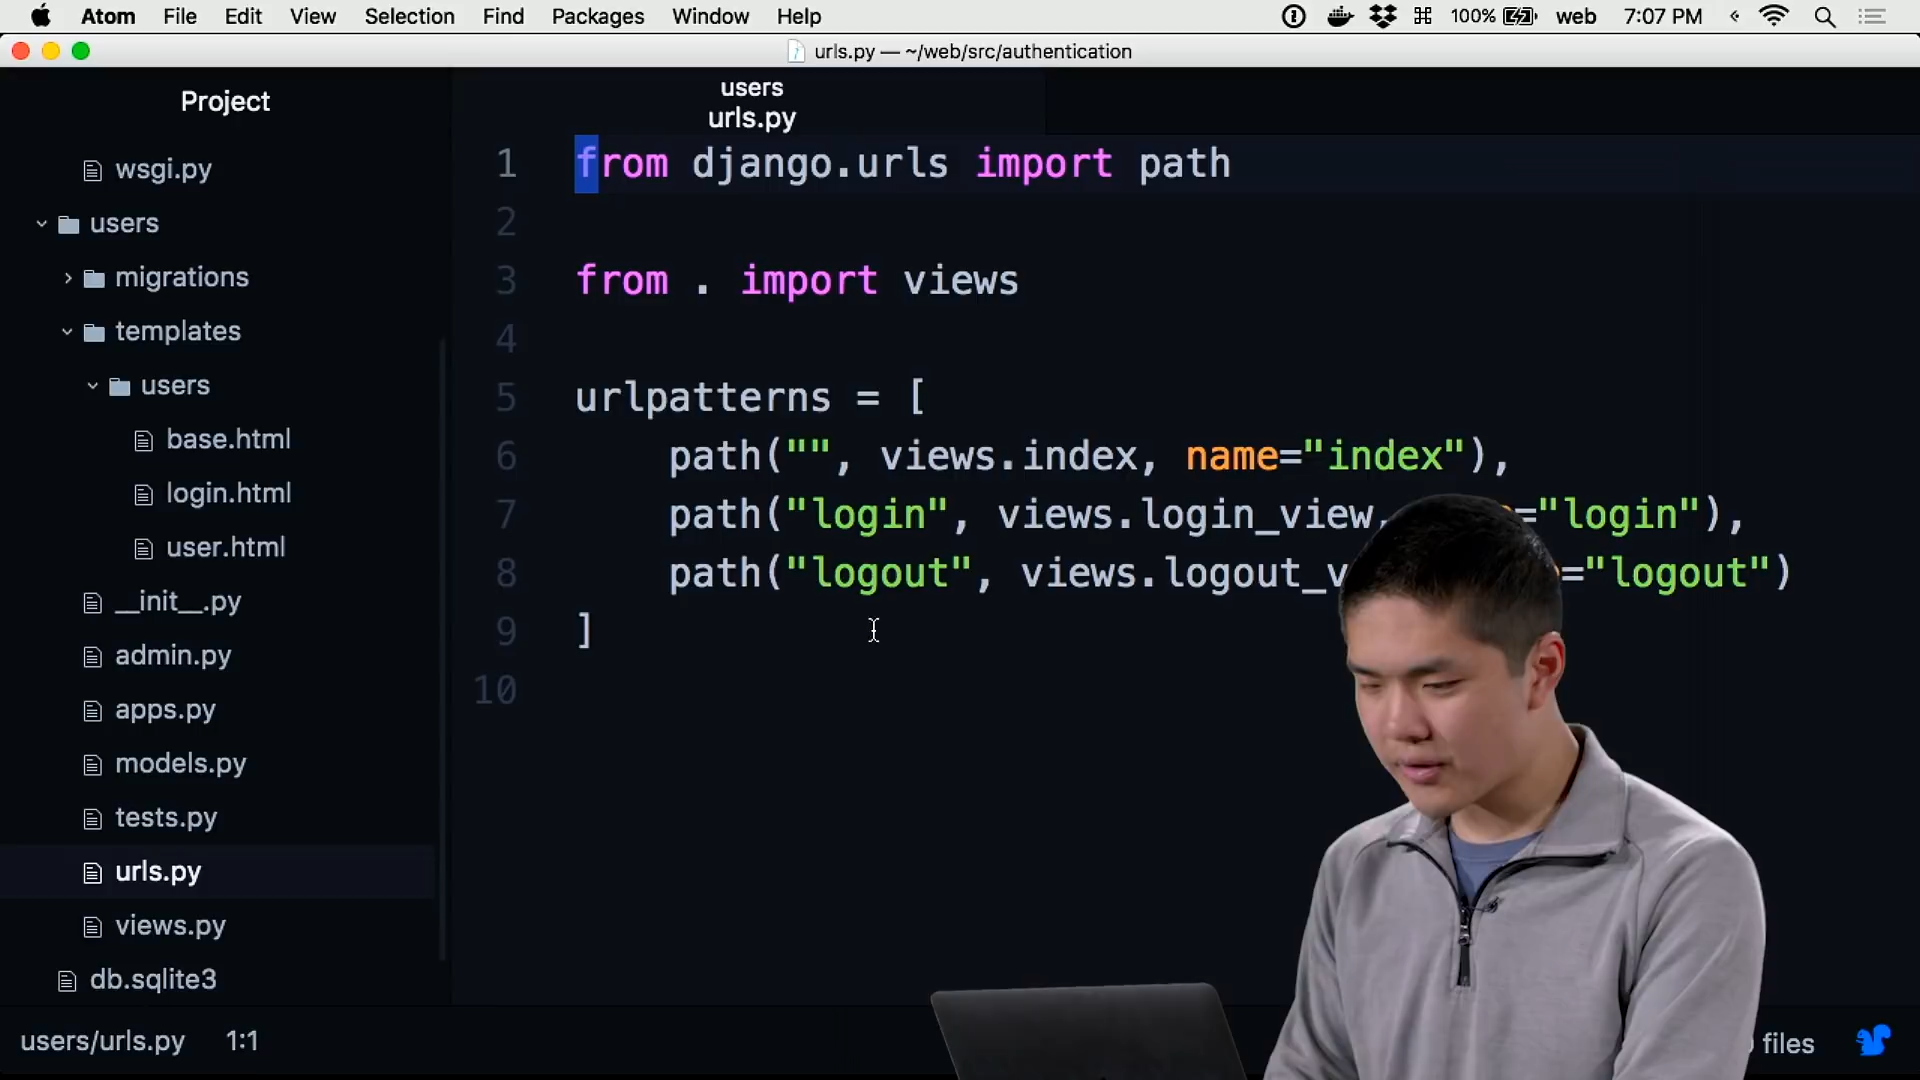 Atom File Edit View Selection Find Packages Window Help 100% web 7:07 PM
urls.py — ~/web/src/authentication
Project
wsgi.py
users
migrations
templates
users
base.html
login.html
user.html
__init__.py
admin.py
apps.py
models.py
tests.py
urls.py
views.py
db.sqlite3
users
urls.py
1 from django.urls import path
2
3 from . import views
4
5 urlpatterns = [
6 path("", views.index, name="index"),
7 path("login", views.login_view, ="login"),
8 path("logout", views.logout_v ="logout")
9 ]
10
users/urls.py 1:1 files